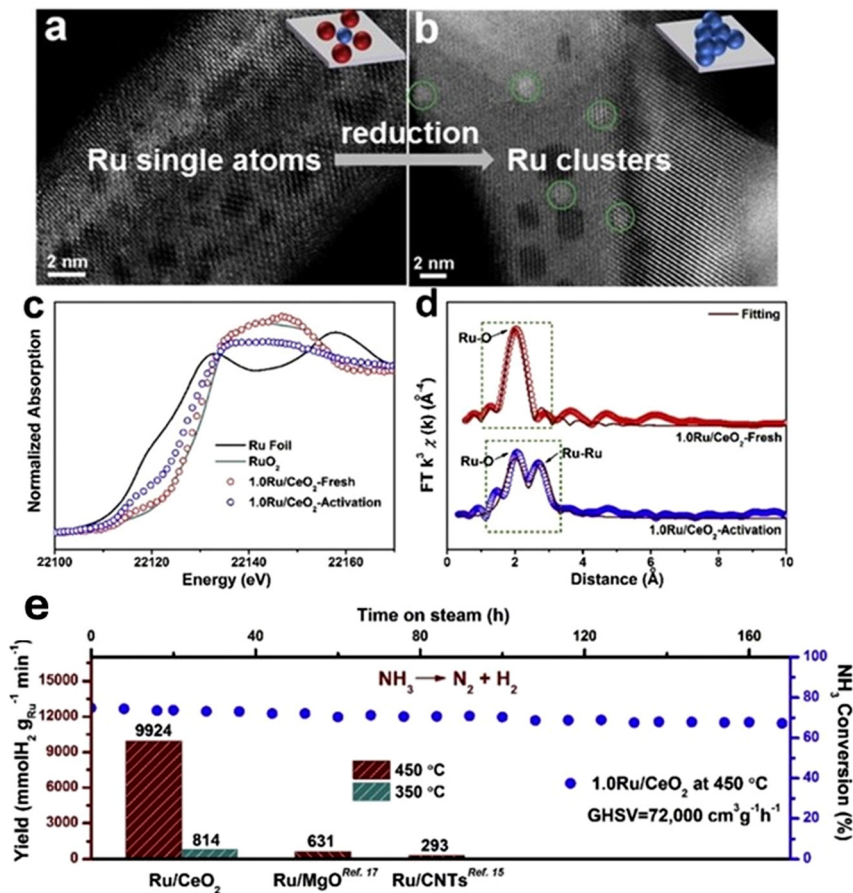 a
b
Ru single atoms
reduction
Ru clusters
2 nm
2 nm
c
Normalized Absorption
Ru Foil
RuO₂
1.0Ru/CeO₂-Fresh
1.0Ru/CeO₂-Activation
22100 22120 22140 22160
Energy (eV)
d
FT k³ χ (k) (Å⁻⁴)
Fitting
Ru-O
1.0Ru/CeO₂-Fresh
Ru-O
Ru-Ru
1.0Ru/CeO₂-Activation
0 2 4 6 8 10
Distance (Å)
e
Time on steam (h)
0 40 80 120 160
Yield (mmolH₂ g_Ru⁻¹ min⁻¹)
15000
12000
9000
6000
3000
0
NH₃ → N₂ + H₂
9924
814
631
293
450 °C
350 °C
1.0Ru/CeO₂ at 450 °C
GHSV=72,000 cm³g⁻¹h⁻¹
100
80
60
40
20
0
NH₃ Conversion (%)
Ru/CeO₂ Ru/MgO Ref. 17 Ru/CNTs Ref. 15